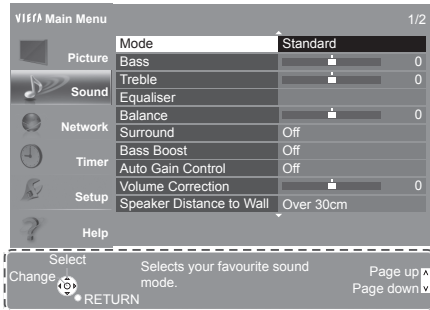 VIErA Main Menu 1/2
Picture
Sound
Network
Timer
Setup
Help
Mode Standard
Bass 0
Treble 0
Equaliser
Balance 0
Surround Off
Bass Boost Off
Auto Gain Control Off
Volume Correction 0
Speaker Distance to Wall Over 30cm
Select
Change
RETURN
Selects your favourite sound
mode.
Page up
Page down